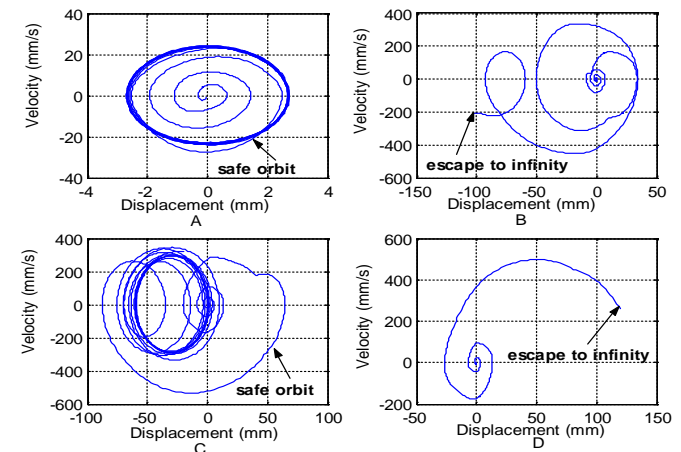 40
20
0
-20
-40
-4
-2
0
2
4
Velocity (mm/s)
Displacement (mm)
A
safe orbit
400
200
0
-200
-400
-600
-150
-100
-50
0
50
Velocity (mm/s)
Displacement (mm)
B
escape to infinity
400
200
0
-200
-400
-600
-100
-50
0
50
100
Velocity (mm/s)
Displacement (mm)
C
safe orbit
600
400
200
0
-200
-50
0
50
100
150
Velocity (mm/s)
Displacement (mm)
D
escape to infinity